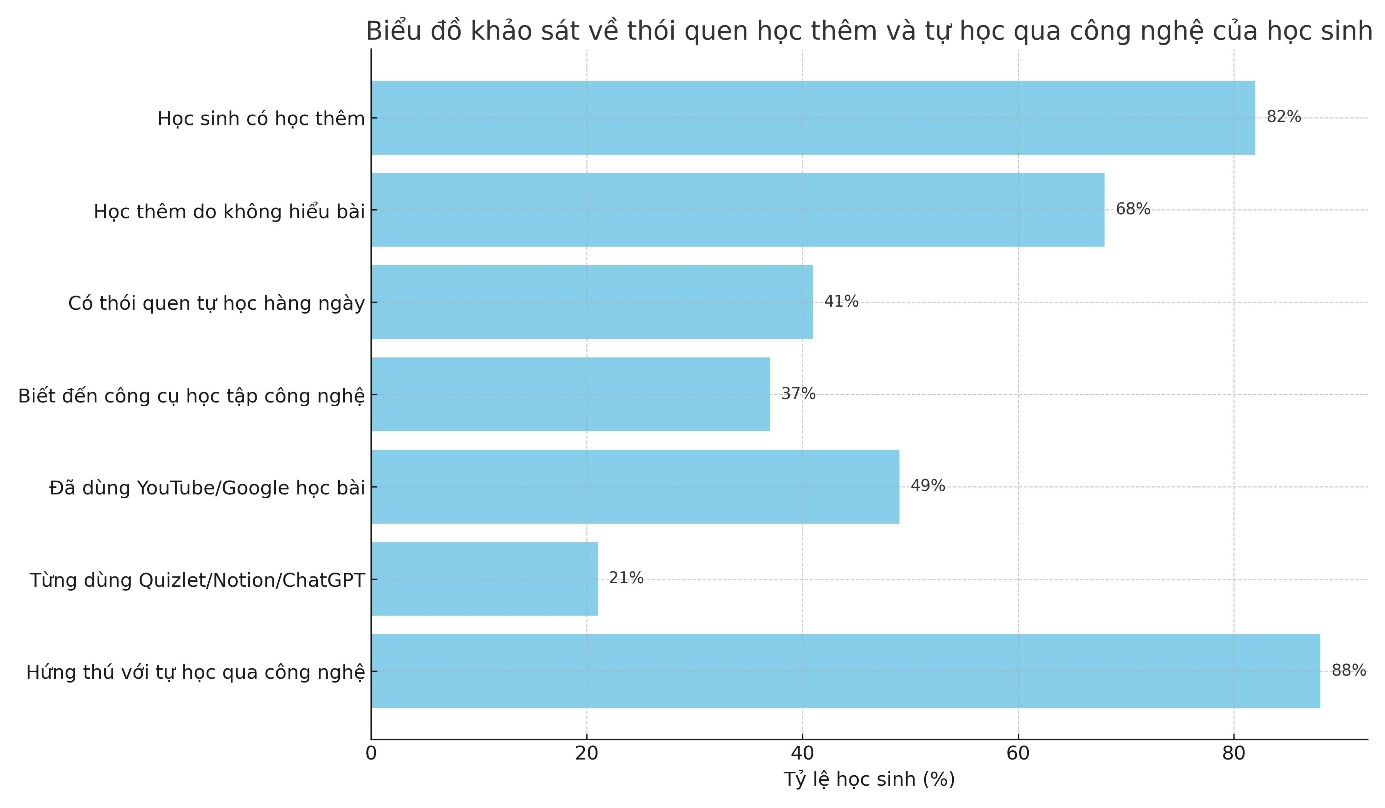 Biểu đồ khảo sát về thói quen học thêm và tự học qua công nghệ của học sinh
Học sinh có học thêm
82%
Học thêm do không hiểu bài
68%
Có thói quen tự học hàng ngày
41%
Biết đến công cụ học tập công nghệ
37%
Đã dùng YouTube/Google học bài
49%
Từng dùng Quizlet/Notion/ChatGPT
21%
Hứng thú với tự học qua công nghệ
88%
0 20 40 60 80
Tỷ lệ học sinh (%)